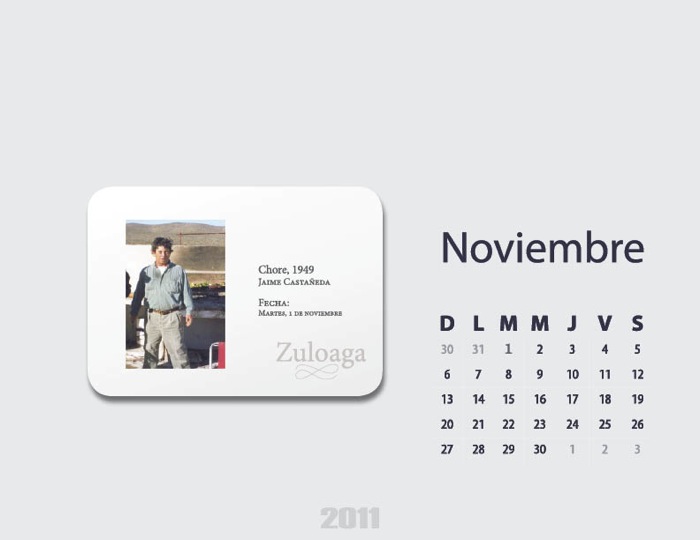 Chore, 1949
Jaime Castañeda
Fecha:
Martes, 1 de noviembre
Zuloaga
Noviembre
D L M M J V S
30 31 1 2 3 4 5
6 7 8 9 10 11 12
13 14 15 16 17 18 19
20 21 22 23 24 25 26
27 28 29 30 1 2 3
2011